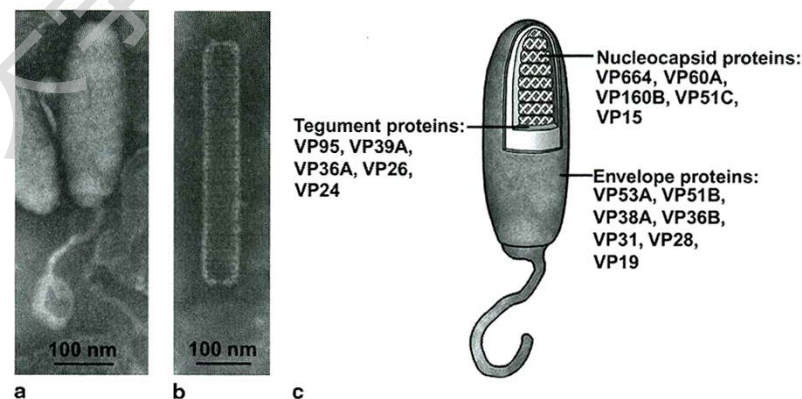 Nucleocapsid proteins:
VP664, VP60A,
VP160B, VP51C,
VP15
Tegument proteins:
VP95, VP39A,
VP36A, VP26,
VP24
Envelope proteins:
VP53A, VP51B,
VP38A, VP36B,
VP31, VP28,
VP19
100 nm
100 nm
a
b
c